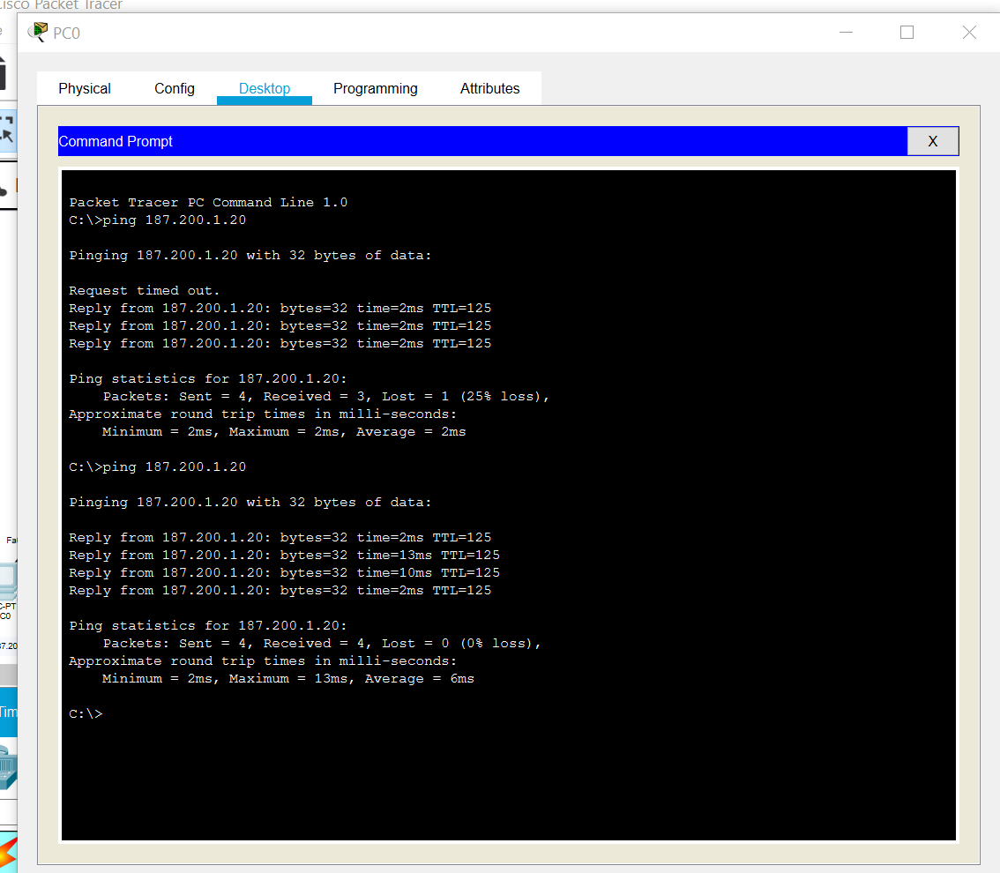 Cisco Packet Tracer
PC0
Physical
Config
Desktop
Programming
Attributes
Command Prompt
X
Packet Tracer PC Command Line 1.0
C:\>ping 187.200.1.20
Pinging 187.200.1.20 with 32 bytes of data:
Request timed out.
Reply from 187.200.1.20: bytes=32 time=2ms TTL=125
Reply from 187.200.1.20: bytes=32 time=2ms TTL=125
Reply from 187.200.1.20: bytes=32 time=2ms TTL=125
Ping statistics for 187.200.1.20:
    Packets: Sent = 4, Received = 3, Lost = 1 (25% loss),
Approximate round trip times in milli-seconds:
    Minimum = 2ms, Maximum = 2ms, Average = 2ms
C:\>ping 187.200.1.20
Pinging 187.200.1.20 with 32 bytes of data:
Reply from 187.200.1.20: bytes=32 time=2ms TTL=125
Reply from 187.200.1.20: bytes=32 time=13ms TTL=125
Reply from 187.200.1.20: bytes=32 time=10ms TTL=125
Reply from 187.200.1.20: bytes=32 time=2ms TTL=125
Ping statistics for 187.200.1.20:
    Packets: Sent = 4, Received = 4, Lost = 0 (0% loss),
Approximate round trip times in milli-seconds:
    Minimum = 2ms, Maximum = 13ms, Average = 6ms
C:\>
Fa
C-PT
C0
7.20
Tim